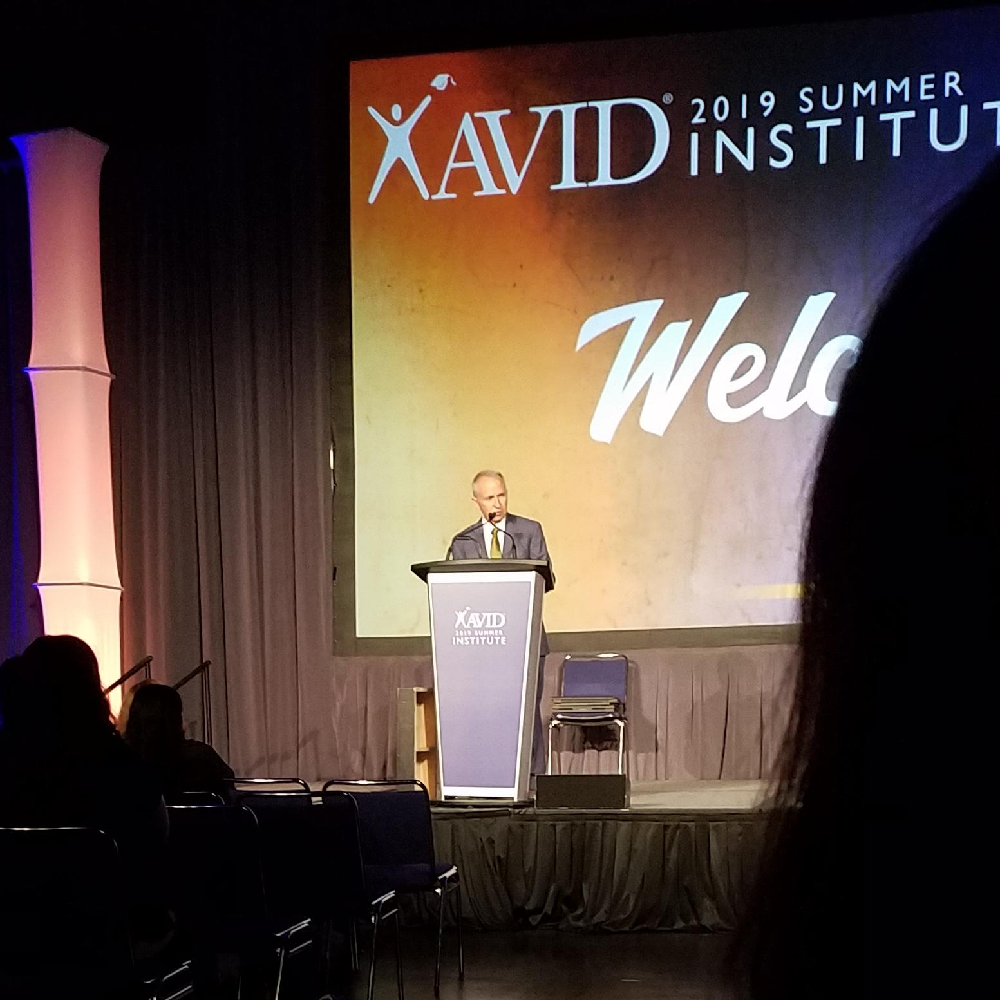 AVID® 2019 SUMMER
INSTITUT
Welc
AVID
2019 SUMMER
INSTITUTE